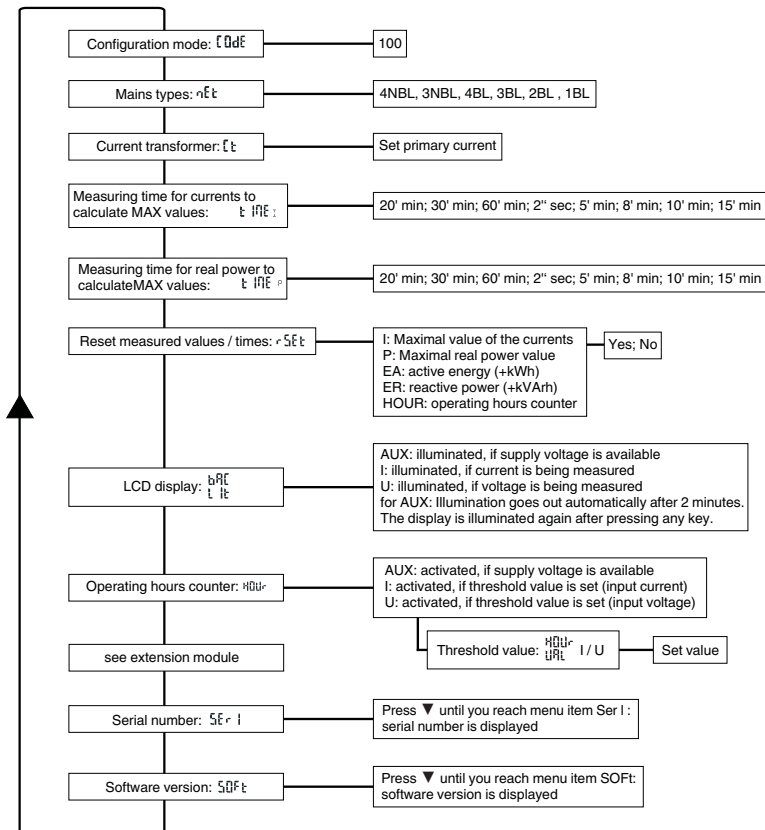 Configuration mode: COdE
100
Mains types: nEt
4NBL, 3NBL, 4BL, 3BL, 2BL , 1BL
Current transformer: Ct
Set primary current
Measuring time for currents to
calculate MAX values: tIME I
20' min; 30' min; 60' min; 2'' sec; 5' min; 8' min; 10' min; 15' min
Measuring time for real power to
calculateMAX values: tIME P
20' min; 30' min; 60' min; 2'' sec; 5' min; 8' min; 10' min; 15' min
Reset measured values / times: rSEt
I: Maximal value of the currents
P: Maximal real power value
EA: active energy (+kWh)
ER: reactive power (+kVArh)
HOUR: operating hours counter
Yes; No
LCD display: bAC
LIt
AUX: illuminated, if supply voltage is available
I: illuminated, if current is being measured
U: illuminated, if voltage is being measured
for AUX: Illumination goes out automatically after 2 minutes.
The display is illuminated again after pressing any key.
Operating hours counter: HOUr
AUX: activated, if supply voltage is available
I: activated, if threshold value is set (input current)
U: activated, if threshold value is set (input voltage)
Threshold value: HOUr I / U
VAL
Set value
see extension module
Serial number: SEr I
Press ▼ until you reach menu item Ser I :
serial number is displayed
Software version: SOFt
Press ▼ until you reach menu item SOFt:
software version is displayed